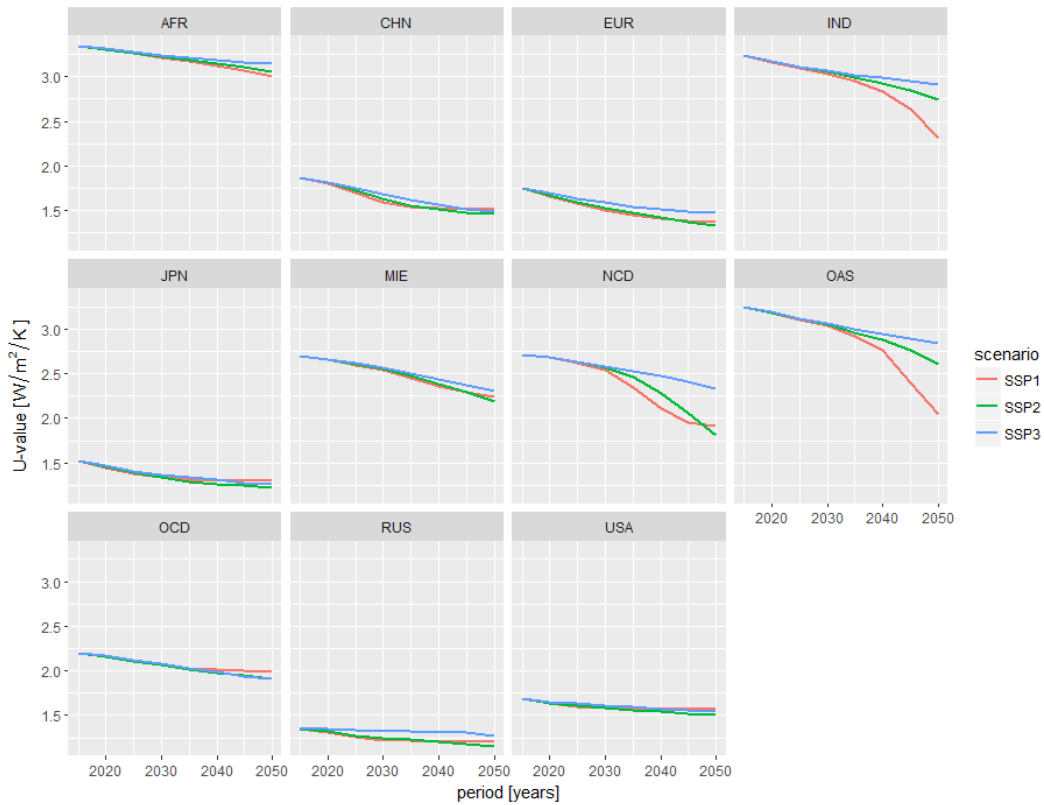 AFR CHN EUR IND
3.0
2.5
2.0
1.5
JPN MIE NCD OAS
3.0
2.5
2.0
1.5
2020 2030 2040 2050
OCD RUS USA
3.0
2.5
2.0
1.5
2020 2030 2040 2050 2020 2030 2040 2050 2020 2030 2040 2050
period [years]
U-value [W/m²/K]
scenario
SSP1
SSP2
SSP3